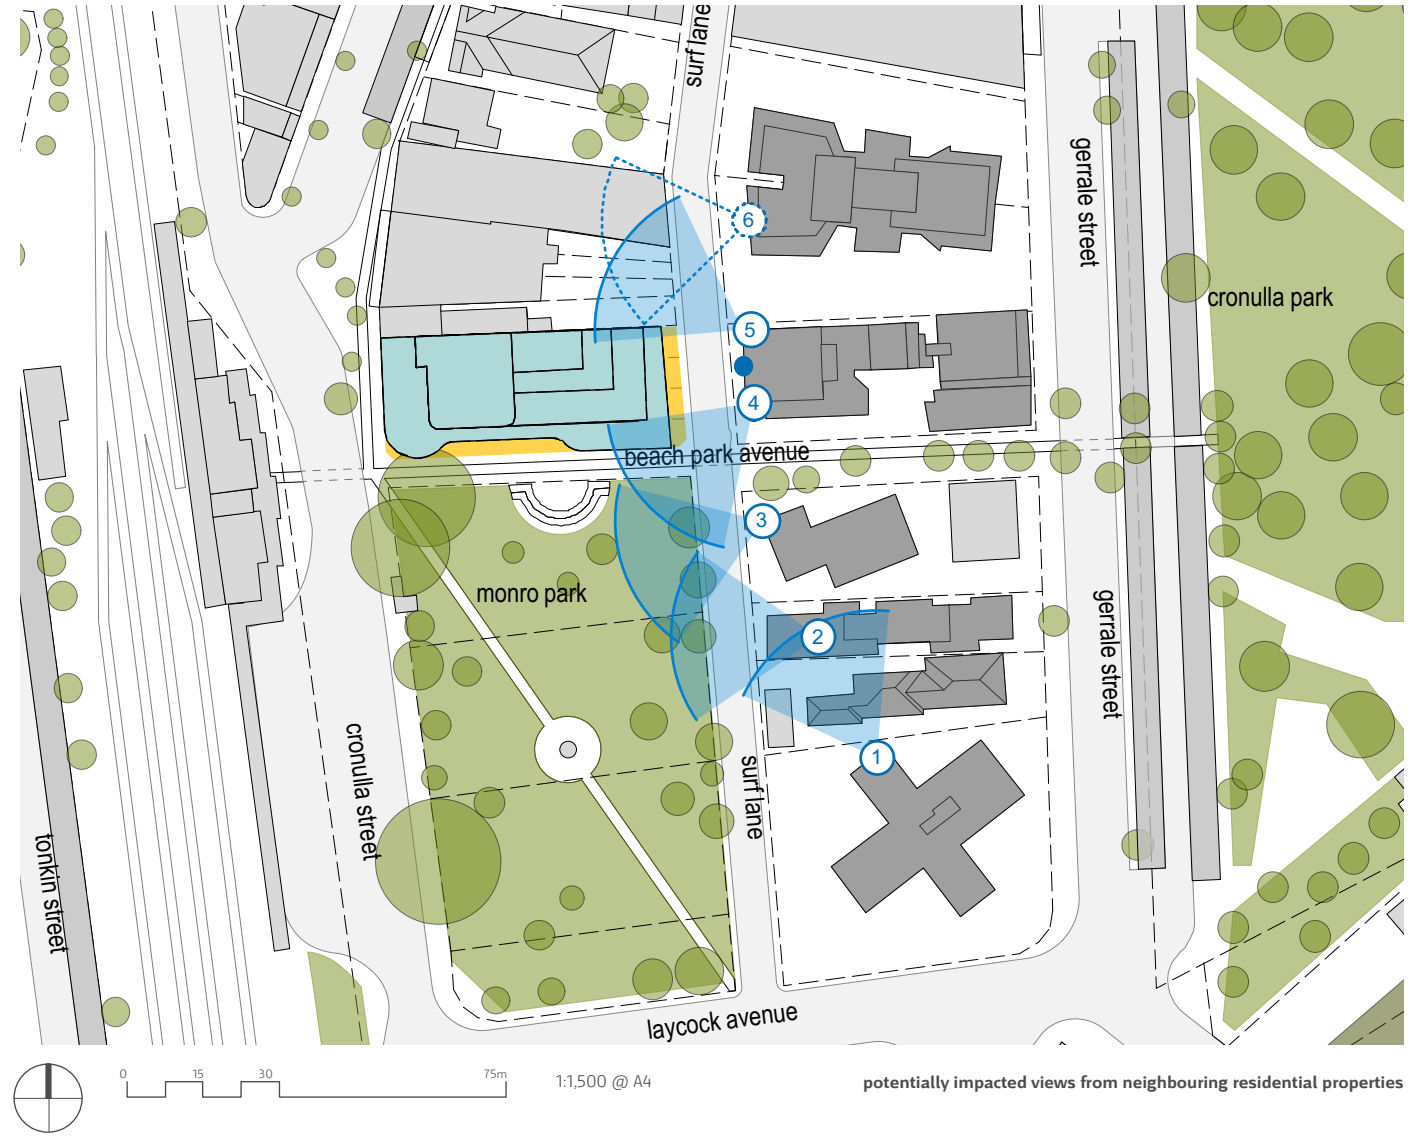 surf lane
gerrale street
6
cronulla park
5
4
beach park avenue
3
monro park
2
gerrale street
1
cronulla street
surf lane
tonkin street
laycock avenue
0 15 30 75m
1:1,500 @ A4
potentially impacted views from neighbouring residential properties